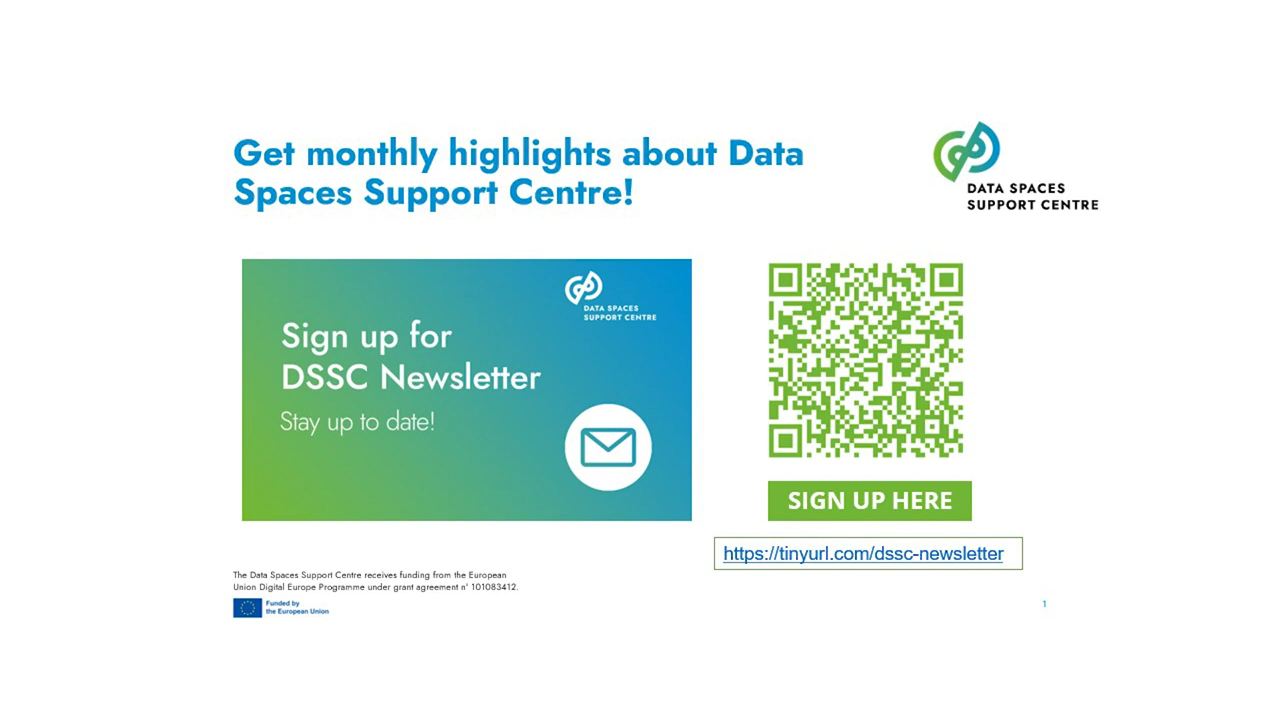 Get monthly highlights about Data
Spaces Support Centre!
DATA SPACES
SUPPORT CENTRE
DATA SPACES
SUPPORT CENTRE
Sign up for
DSSC Newsletter
Stay up to date!
SIGN UP HERE
https://tinyurl.com/dssc-newsletter
The Data Spaces Support Centre receives funding from the European
Union Digital Europe Programme under grant agreement n° 101083412.
Funded by
the European Union
1